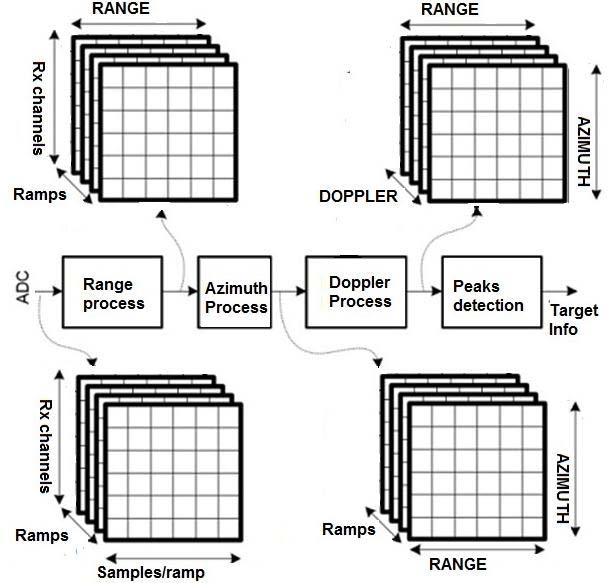 RANGE
Rx channels
Ramps
RANGE
AZIMUTH
DOPPLER
ADC
Range
process
Azimuth
Process
Doppler
Process
Peaks
detection
Target
Info
Rx channels
Ramps
Samples/ramp
AZIMUTH
Ramps
RANGE